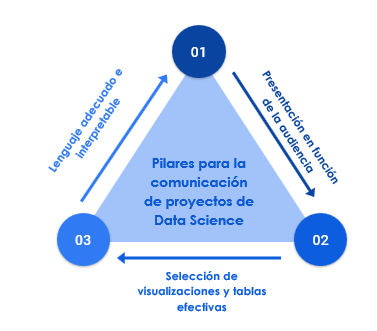 01
Lenguaje adecuado e
Interpretable
Presentación en función
de la audiencia
Pilares para la
comunicación
de proyectos de
Data Science
03
02
Selección de
visualizaciones y tablas
efectivas